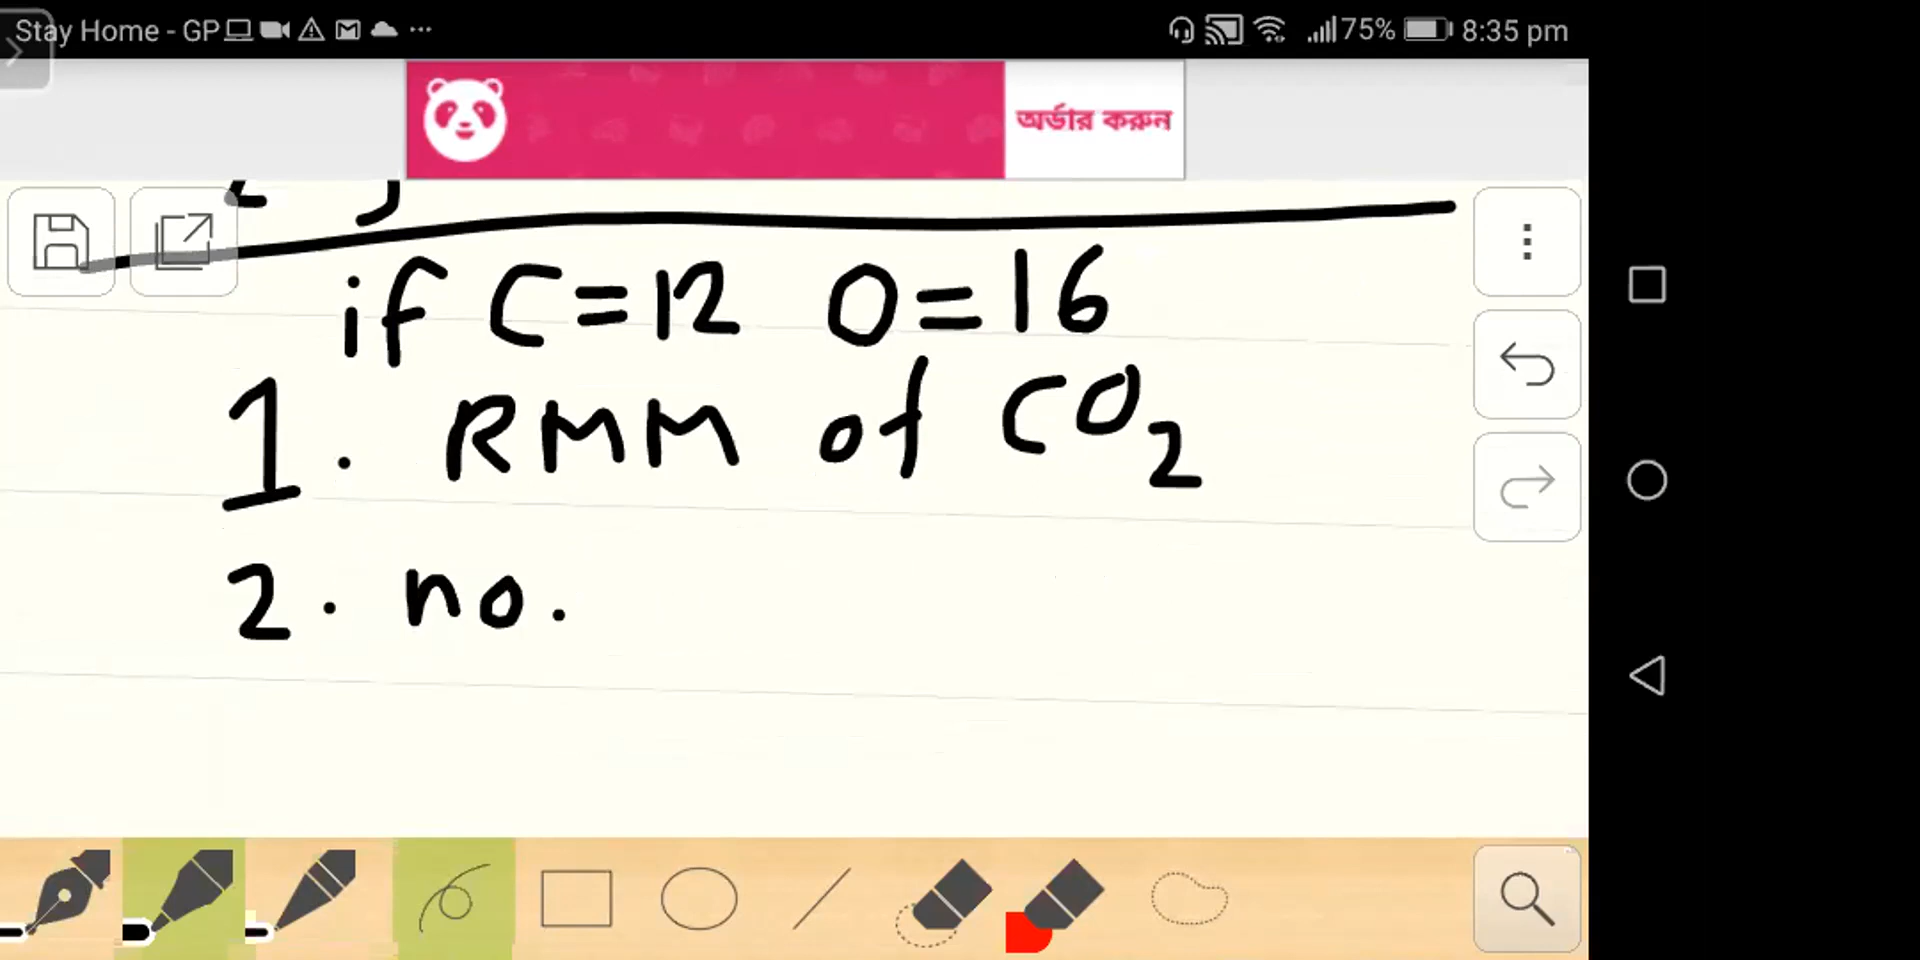 Stay Home - GP 75% 8:35 pm
অর্ডার করুন
if C=12 O=16
1. RMM of CO₂
2. no.